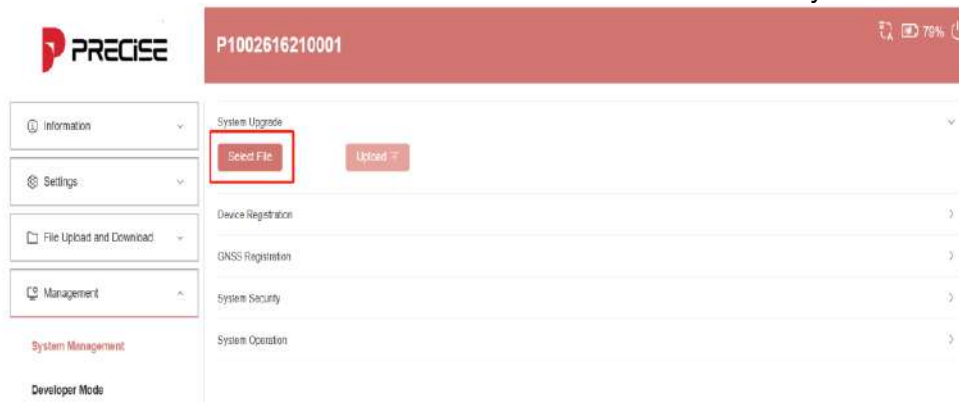 PRECISE
P1002616210001
79%
Information
System Upgrade
Select File
Upload
Settings
Device Registration
File Upload and Download
GNSS Registration
Management
System Security
System Management
System Operation
Developer Mode